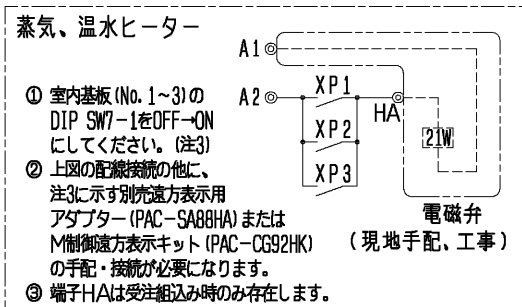 蒸気、温水ヒーター
① 室内基板(No.1~3)の
DIP SW7-1をOFF→ON
にしてください。(注3)
② 上図の配線接続の他に、
注3に示す別売遠方表示用
アダプター(PAC-SA88HA)または
M制御遠方表示キット(PAC-CG92HK)
の手配・接続が必要になります。
③ 端子HAは受注組込み時のみ存在します。
A1
A2
XP1
HA
XP2
XP3
21W
電磁弁
(現地手配、工事)